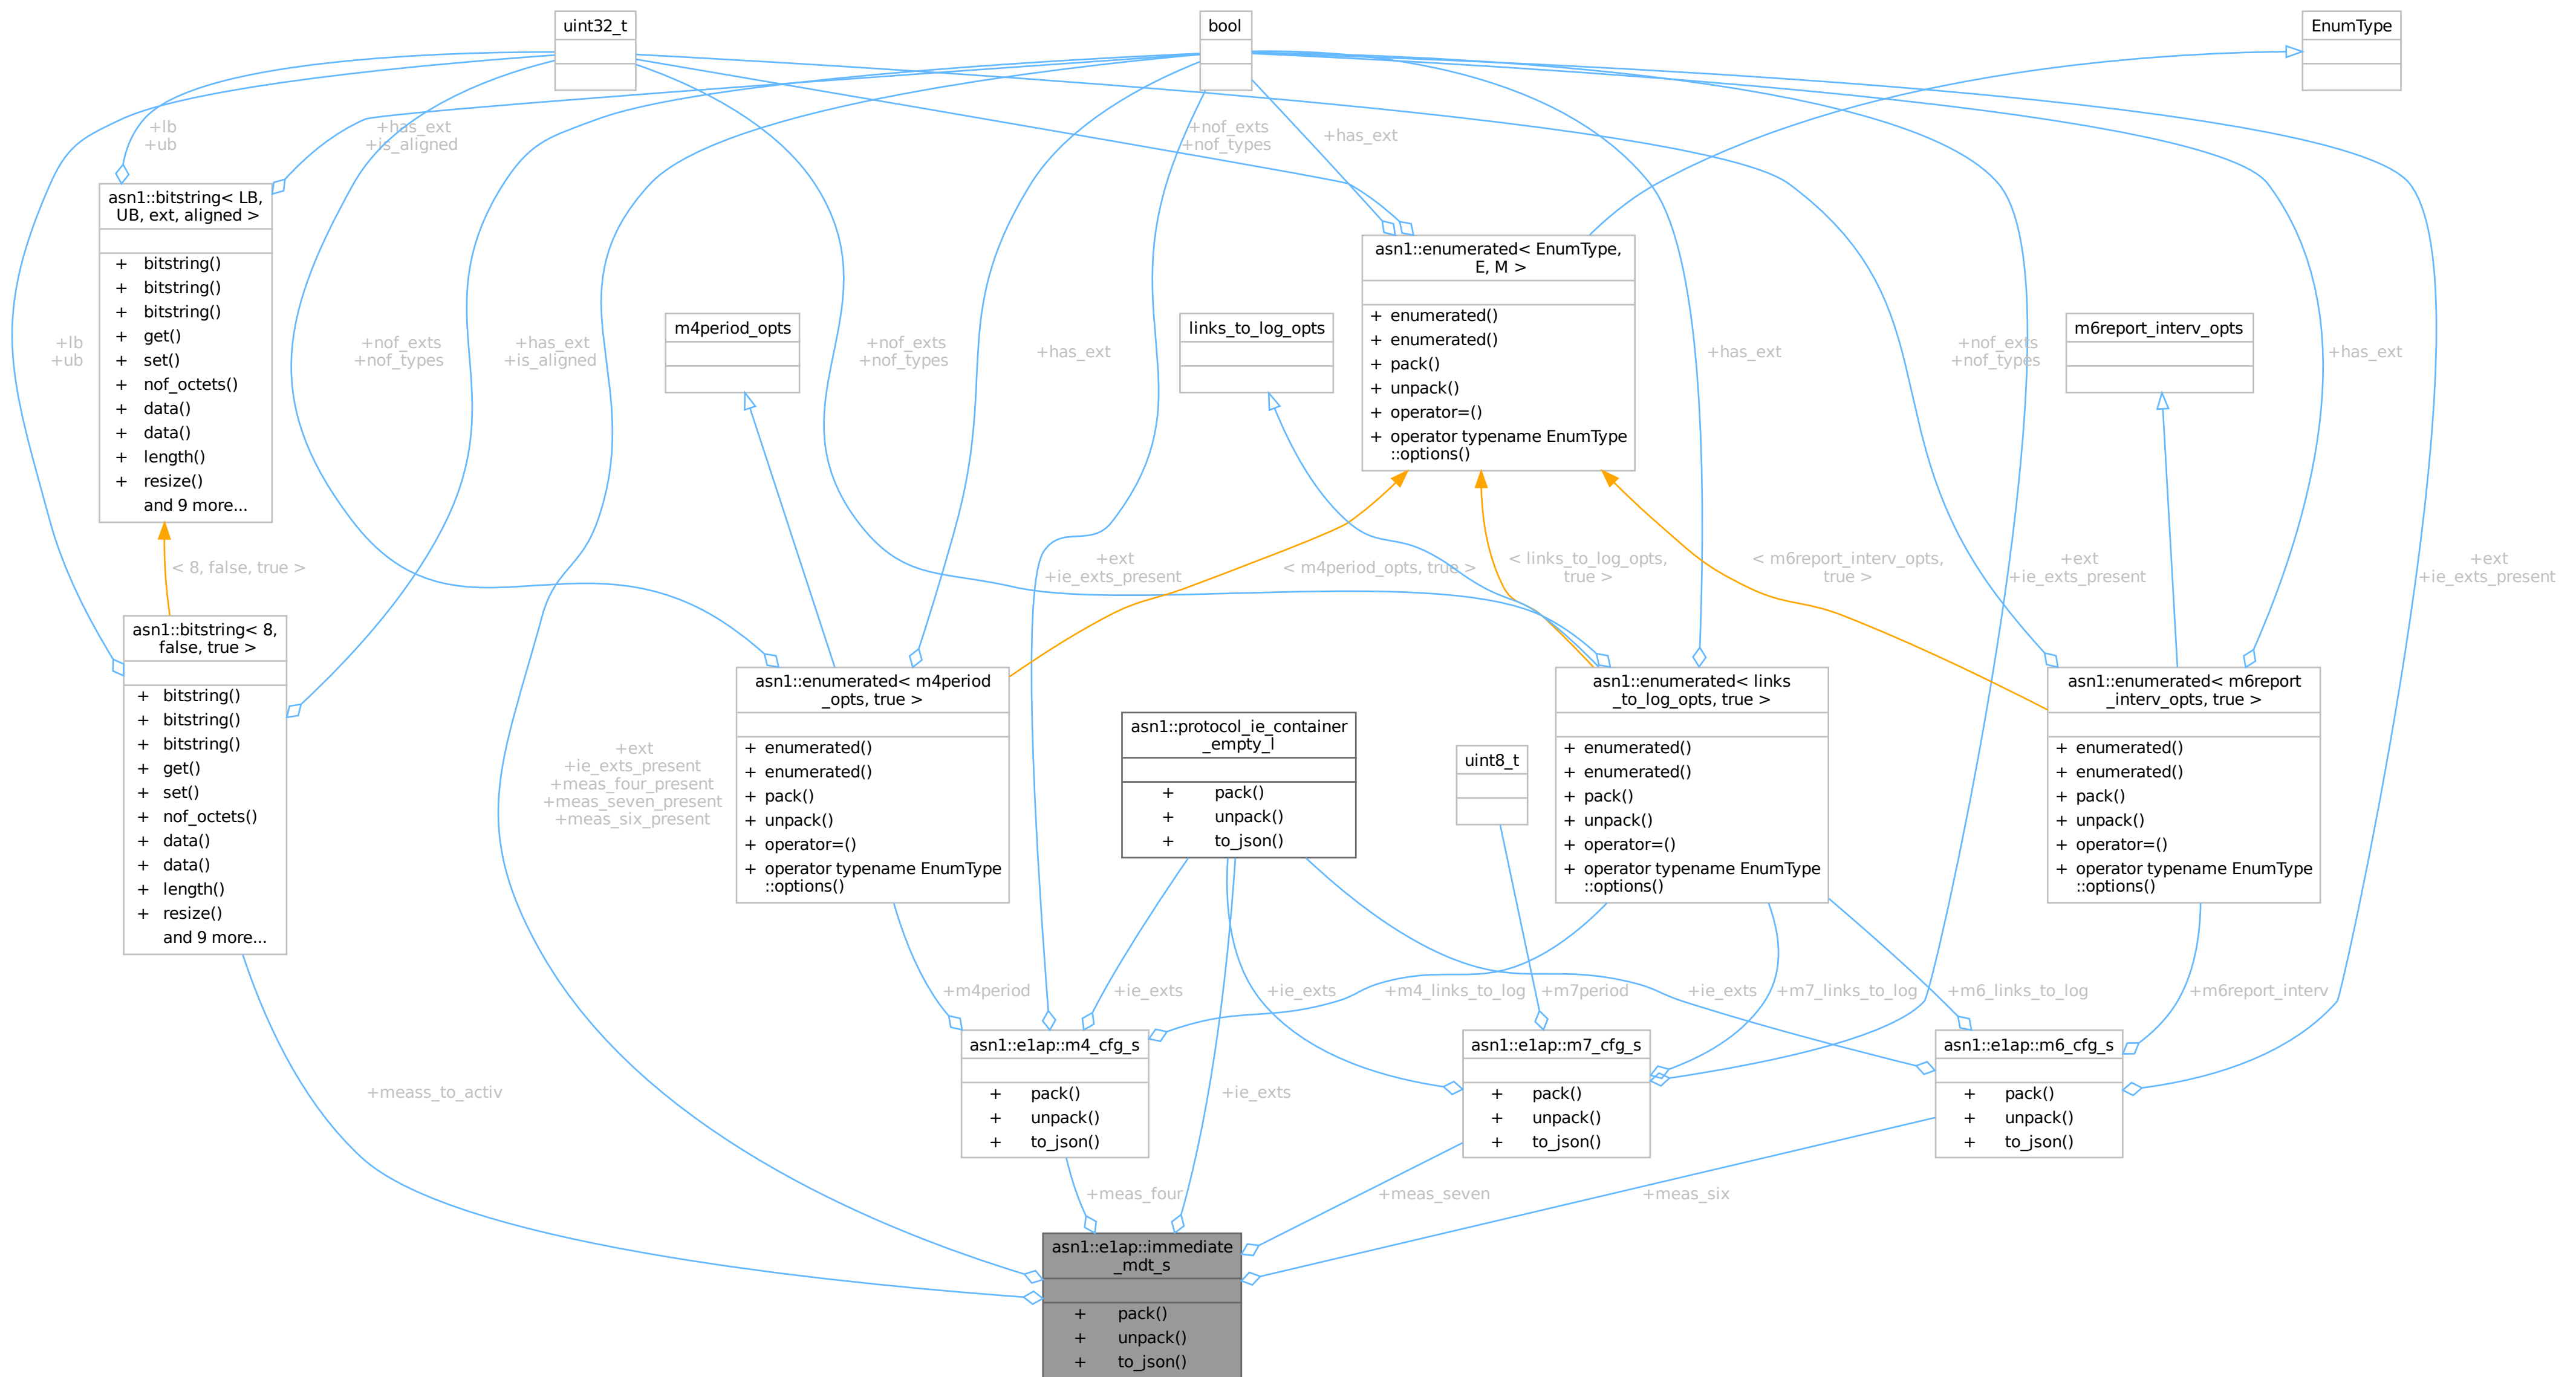 uint32_t
bool
EnumType
+lb
+ub
+has_ext
+is_aligned
+nof_exts
+nof_types
+has_ext
asn1::bitstring< LB,
UB, ext, aligned >
+ bitstring()
+ bitstring()
+ bitstring()
+ get()
+ set()
+ nof_octets()
+ data()
+ data()
+ length()
+ resize()
and 9 more...
asn1::enumerated< EnumType,
E, M >
+ enumerated()
+ enumerated()
+ pack()
+ unpack()
+ operator=()
+ operator typename EnumType
::options()
m4period_opts
links_to_log_opts
m6report_interv_opts
+lb
+ub
+nof_exts
+nof_types
+has_ext
+is_aligned
+nof_exts
+nof_types
+has_ext
+has_ext
+nof_exts
+nof_types
+has_ext
< 8, false, true >
+ext
+ie_exts_present
< m4period_opts, true >
< links_to_log_opts,
true >
< m6report_interv_opts,
true >
+ext
+ie_exts_present
+ext
+ie_exts_present
asn1::bitstring< 8,
false, true >
+ bitstring()
+ bitstring()
+ bitstring()
+ get()
+ set()
+ nof_octets()
+ data()
+ data()
+ length()
+ resize()
and 9 more...
+ext
+ie_exts_present
+meas_four_present
+meas_seven_present
+meas_six_present
asn1::enumerated< m4period
_opts, true >
+ enumerated()
+ enumerated()
+ pack()
+ unpack()
+ operator=()
+ operator typename EnumType
::options()
asn1::protocol_ie_container
_empty_l
+ pack()
+ unpack()
+ to_json()
uint8_t
asn1::enumerated< links
_to_log_opts, true >
+ enumerated()
+ enumerated()
+ pack()
+ unpack()
+ operator=()
+ operator typename EnumType
::options()
asn1::enumerated< m6report
_interv_opts, true >
+ enumerated()
+ enumerated()
+ pack()
+ unpack()
+ operator=()
+ operator typename EnumType
::options()
+m4period
+ie_exts
+ie_exts
+m4_links_to_log
+m7period
+ie_exts
+m7_links_to_log
+m6_links_to_log
+m6report_interv
asn1::e1ap::m4_cfg_s
+ pack()
+ unpack()
+ to_json()
asn1::e1ap::m7_cfg_s
+ pack()
+ unpack()
+ to_json()
asn1::e1ap::m6_cfg_s
+ pack()
+ unpack()
+ to_json()
+meass_to_activ
+ie_exts
+meas_four
+meas_seven
+meas_six
asn1::e1ap::immediate
_mdt_s
+ pack()
+ unpack()
+ to_json()